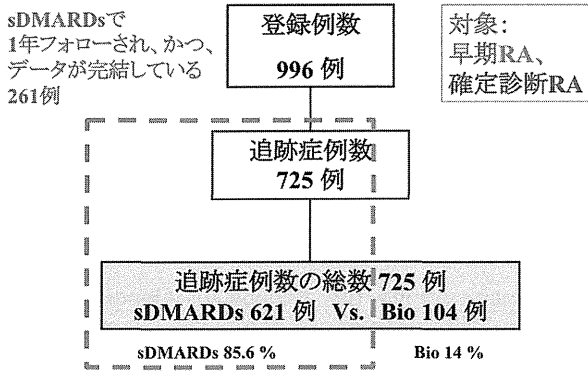 sDMARDsで
1年フォローされ、かつ、
データが完結している
261例
登録例数
996 例
対象：
早期RA、
確定診断RA
追跡症例数
725 例
追跡症例数の総数 725 例
sDMARDs 621 例 Vs. Bio 104 例
sDMARDs 85.6 %
Bio 14 %